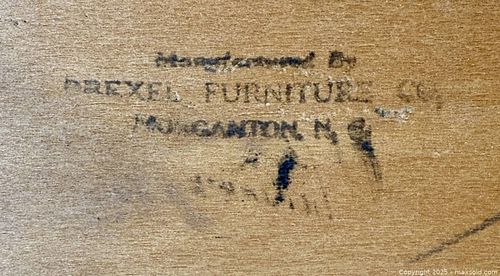 Manufactured By
DREXEL FURNITURE CO,
MORGANTON, N, C,
Copyright 2025 - maxsold.com